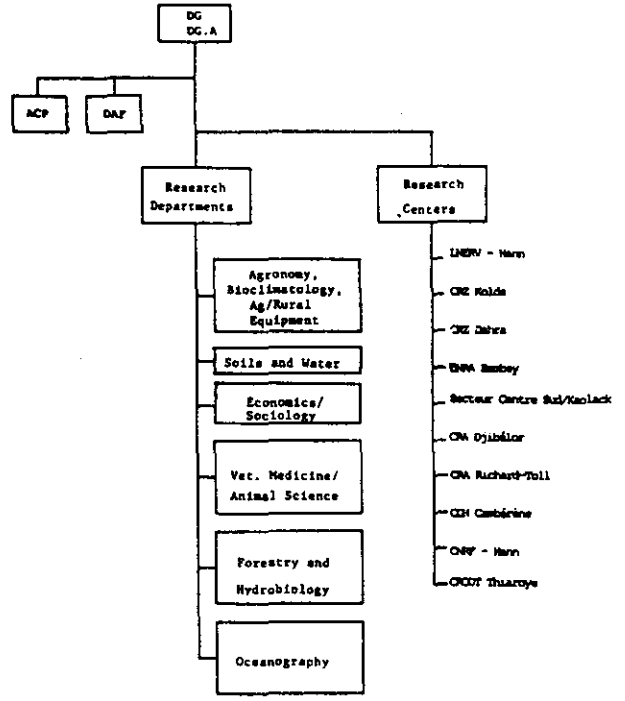 DG
DG.A
ACP
DAF
Research
Departments
Research
Centers
Agronomy,
Bioclimatology,
Ag/Rural
Equipment
Soils and Water
Economics/
Sociology
Vet. Medicine/
Animal Science
Forestry and
Hydrobiology
Oceanography
LNERV - Hann
CRZ Kolda
CRZ Dahra
CNRA Bambey
Secteur Centre Sud/Kaolack
CRA Djibélor
CRA Richard-Toll
CDH Cambérène
CNRF - Hann
CRODT Thiaroye